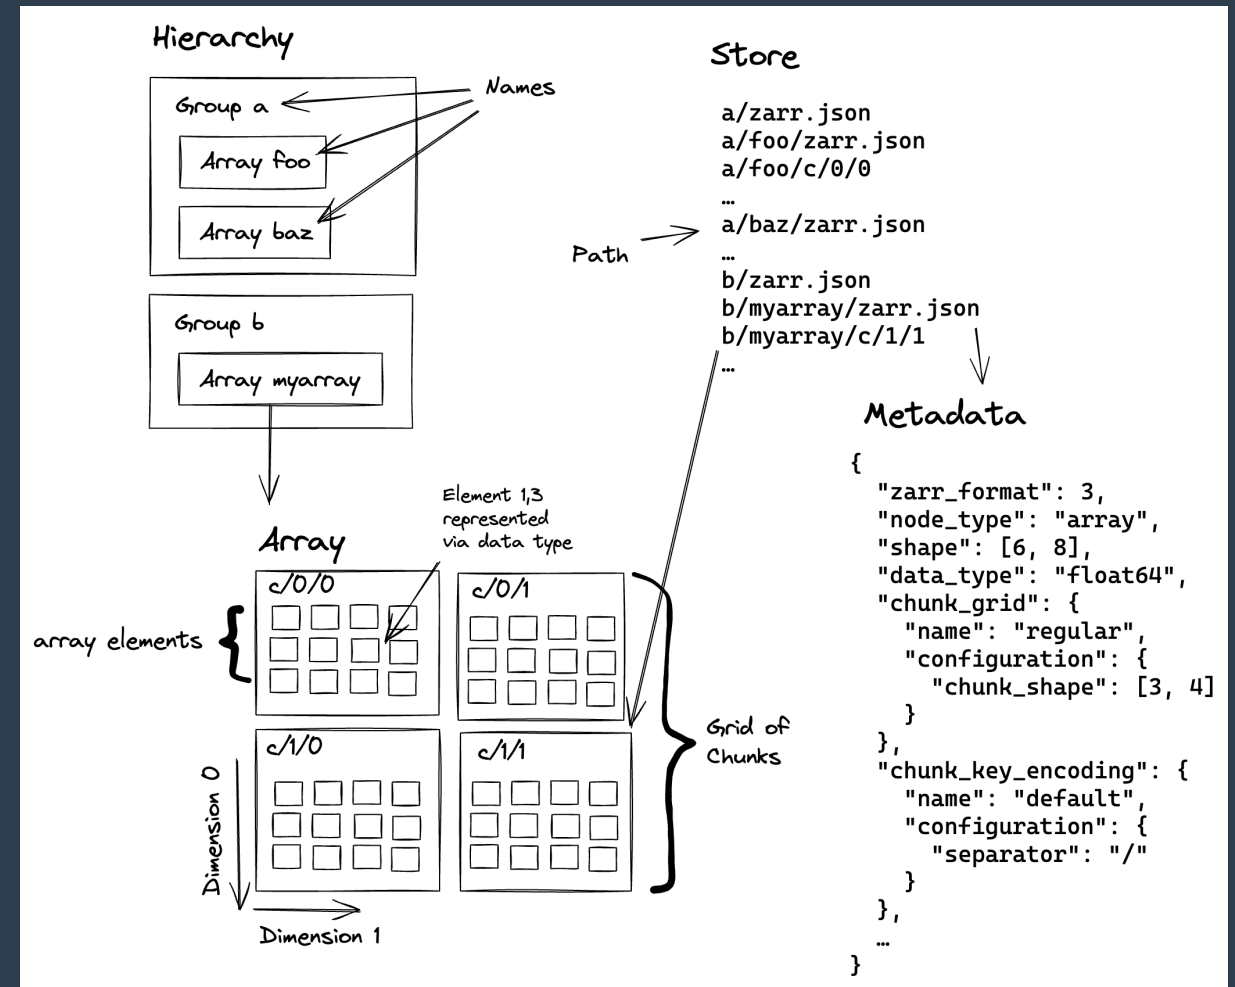 Hierarchy
Group a
Names
Array foo
Array baz
Group b
Array myarray
Store
a/zarr.json
a/foo/zarr.json
a/foo/c/0/0
…
a/baz/zarr.json
Path
…
b/zarr.json
b/myarray/zarr.json
b/myarray/c/1/1
…
Array
Element 1,3
represented
via data type
c/0/0
c/0/1
array elements
c/1/0
c/1/1
Grid of
Chunks
Dimension 0
Dimension 1
Metadata
{
  "zarr_format": 3,
  "node_type": "array",
  "shape": [6, 8],
  "data_type": "float64",
  "chunk_grid": {
    "name": "regular",
    "configuration": {
      "chunk_shape": [3, 4]
    }
  },
  "chunk_key_encoding": {
    "name": "default",
    "configuration": {
      "separator": "/"
    }
  },
  …
}